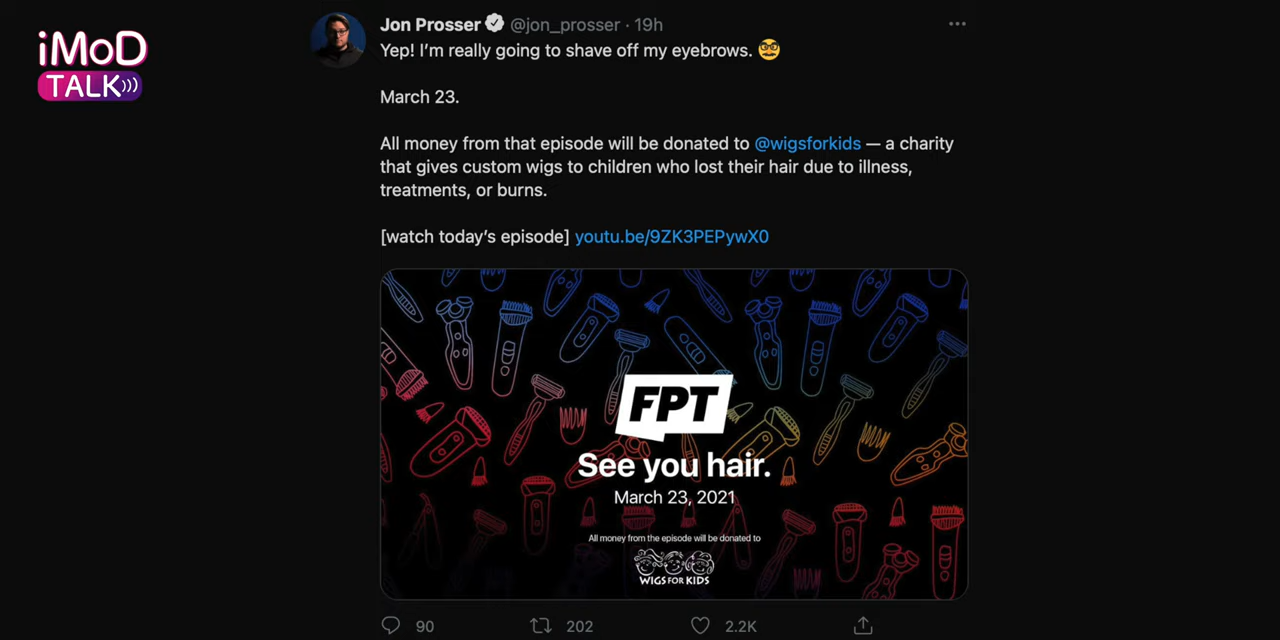 iMoD
TALK
Jon Prosser @jon_prosser · 19h
Yep! I’m really going to shave off my eyebrows. 🥸
March 23.
All money from that episode will be donated to @wigsforkids — a charity
that gives custom wigs to children who lost their hair due to illness,
treatments, or burns.
[watch today’s episode] youtu.be/9ZK3PEPywX0
FPT
See you hair.
March 23, 2021
All money from the episode will be donated to
WIGS FOR KIDS
90 202 2.2K